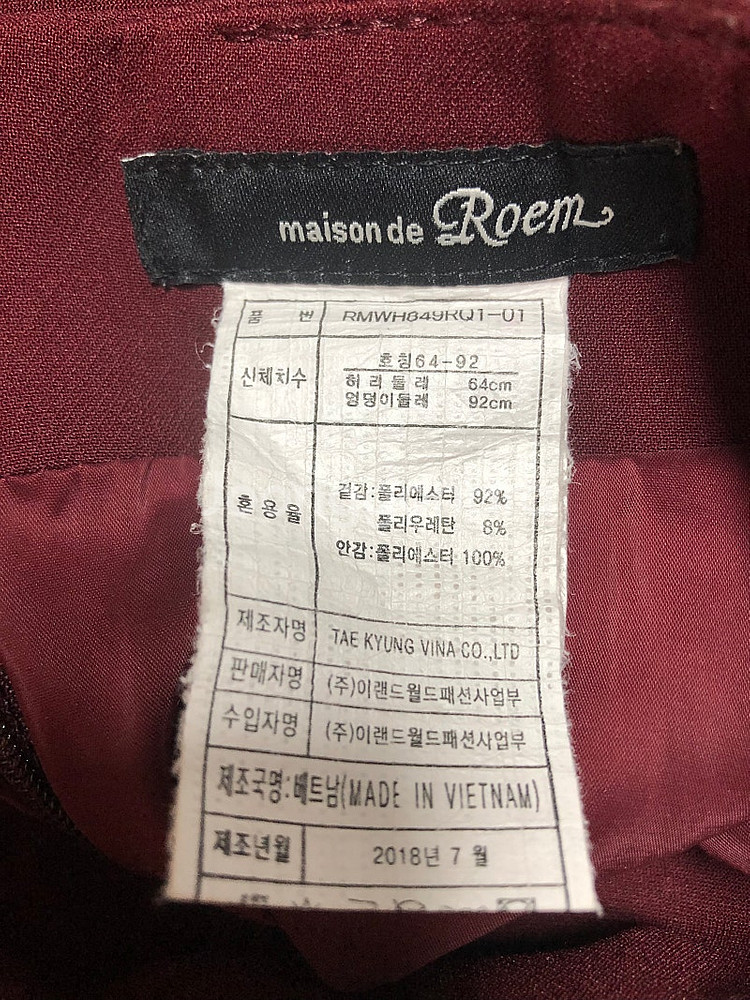 maison de Roem
품 번 RMWH849RQ1-01
신체치수 호칭64-92
허 리 둘 레 64cm
엉덩이둘레 92cm
혼 용 율 겉감:폴리에스터 92%
폴리우레탄 8%
안감:폴리에스터 100%
제조자명 TAE KYUNG VINA CO.,LTD
판매자명 (주)이랜드월드패션사업부
수입자명 (주)이랜드월드패션사업부
제조국명:베트남(MADE IN VIETNAM)
제조년월 2018년 7 월